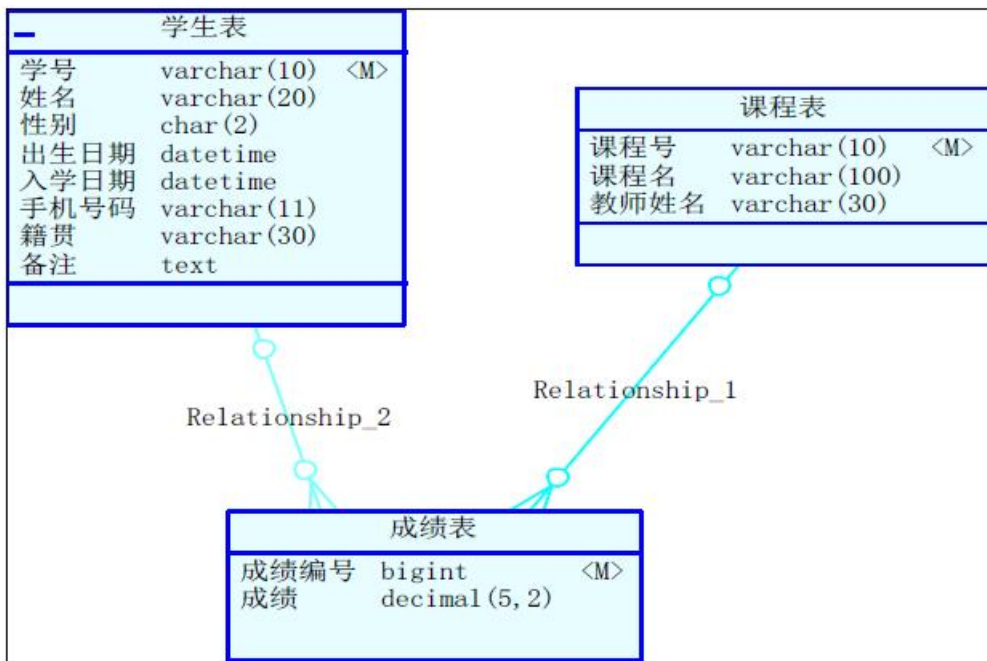 学生表
学号 varchar(10) <M>
姓名 varchar(20)
性别 char(2)
出生日期 datetime
入学日期 datetime
手机号码 varchar(11)
籍贯 varchar(30)
备注 text
课程表
课程号 varchar(10) <M>
课程名 varchar(100)
教师姓名 varchar(30)
Relationship_2
Relationship_1
成绩表
成绩编号 bigint <M>
成绩 decimal(5,2)